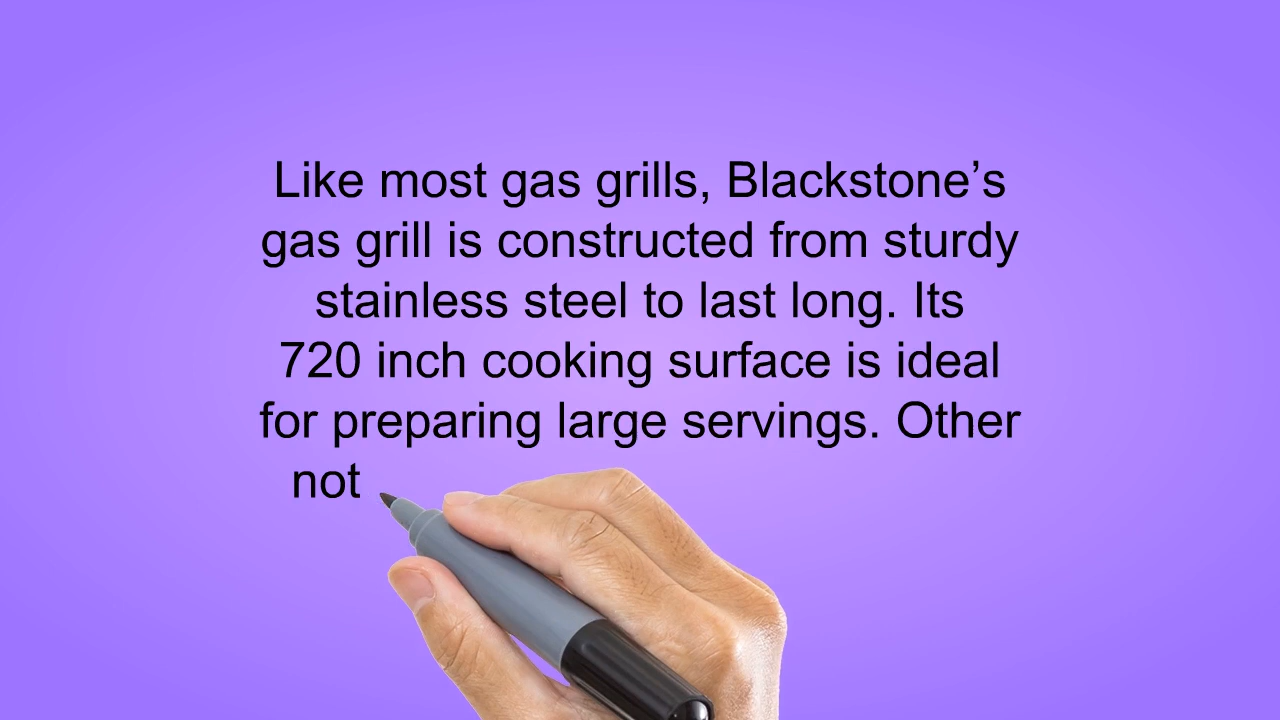 Like most gas grills, Blackstone’s
gas grill is constructed from sturdy
stainless steel to last long. Its
720 inch cooking surface is ideal
for preparing large servings. Other
not